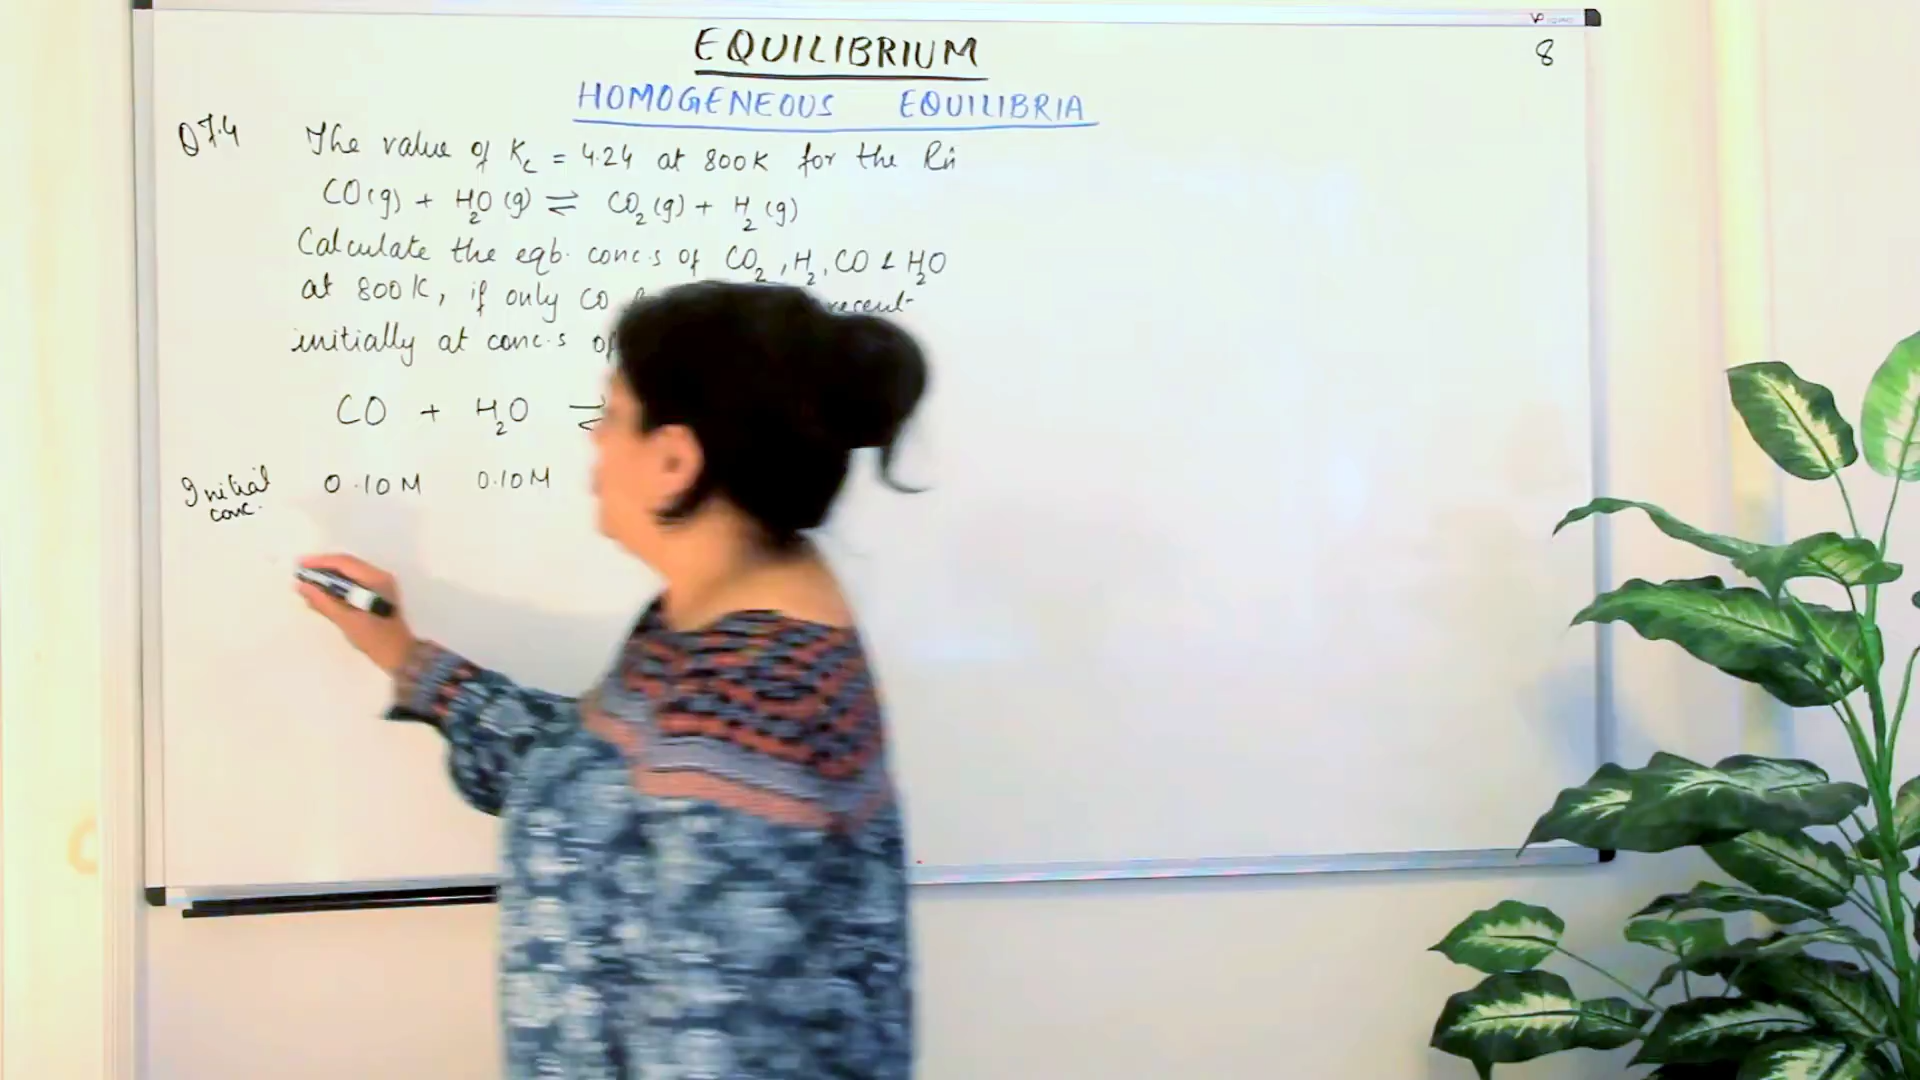 EQUILIBRIUM
8
HOMOGENEOUS EQUILIBRIA
Q 7.4 The value of Kc = 4.24 at 800K for the Rn
CO(g) + H2O(g) ⇌ CO2(g) + H2(g)
Calculate the eqb. conc.s of CO2, H2, CO & H2O
at 800K, if only CO
initially at conc.s of
CO + H2O ⇌
Initial conc. 0.10M 0.10M